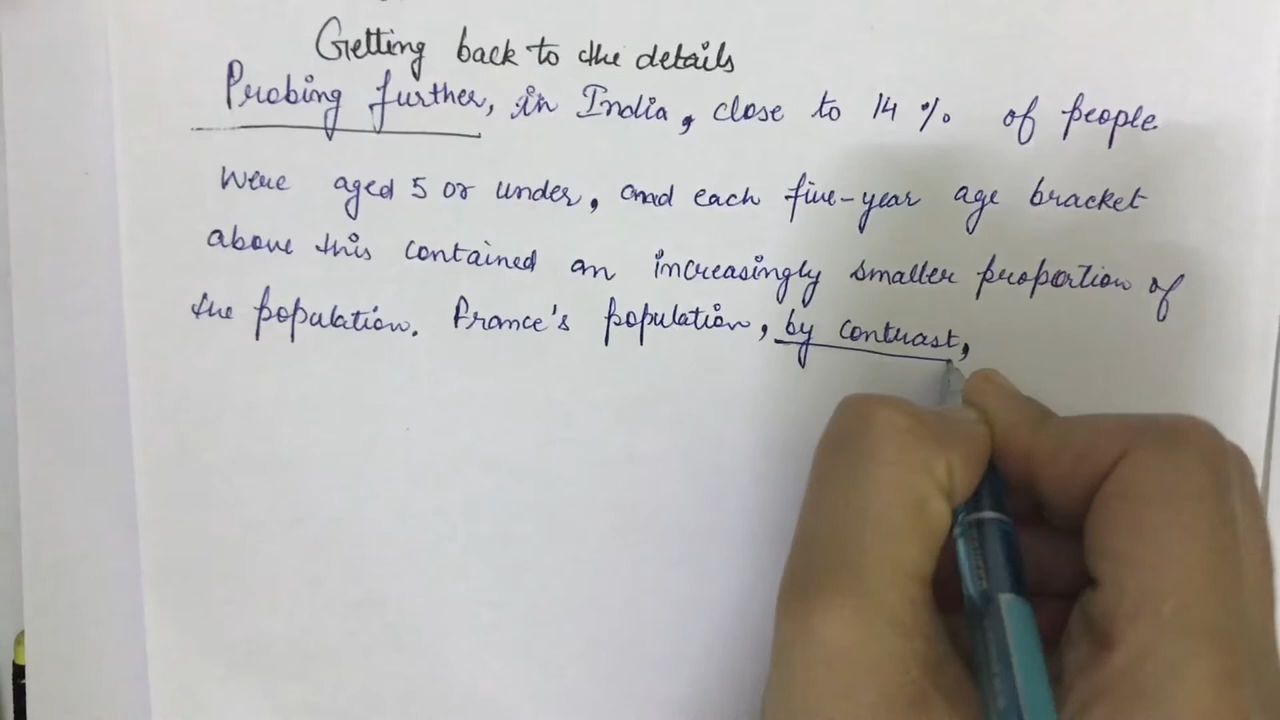 Getting back to the details
Probing further, in India, close to 14% of people
were aged 5 or under, and each five-year age bracket
above this contained an increasingly smaller proportion of
the population. France's population, by contrast,